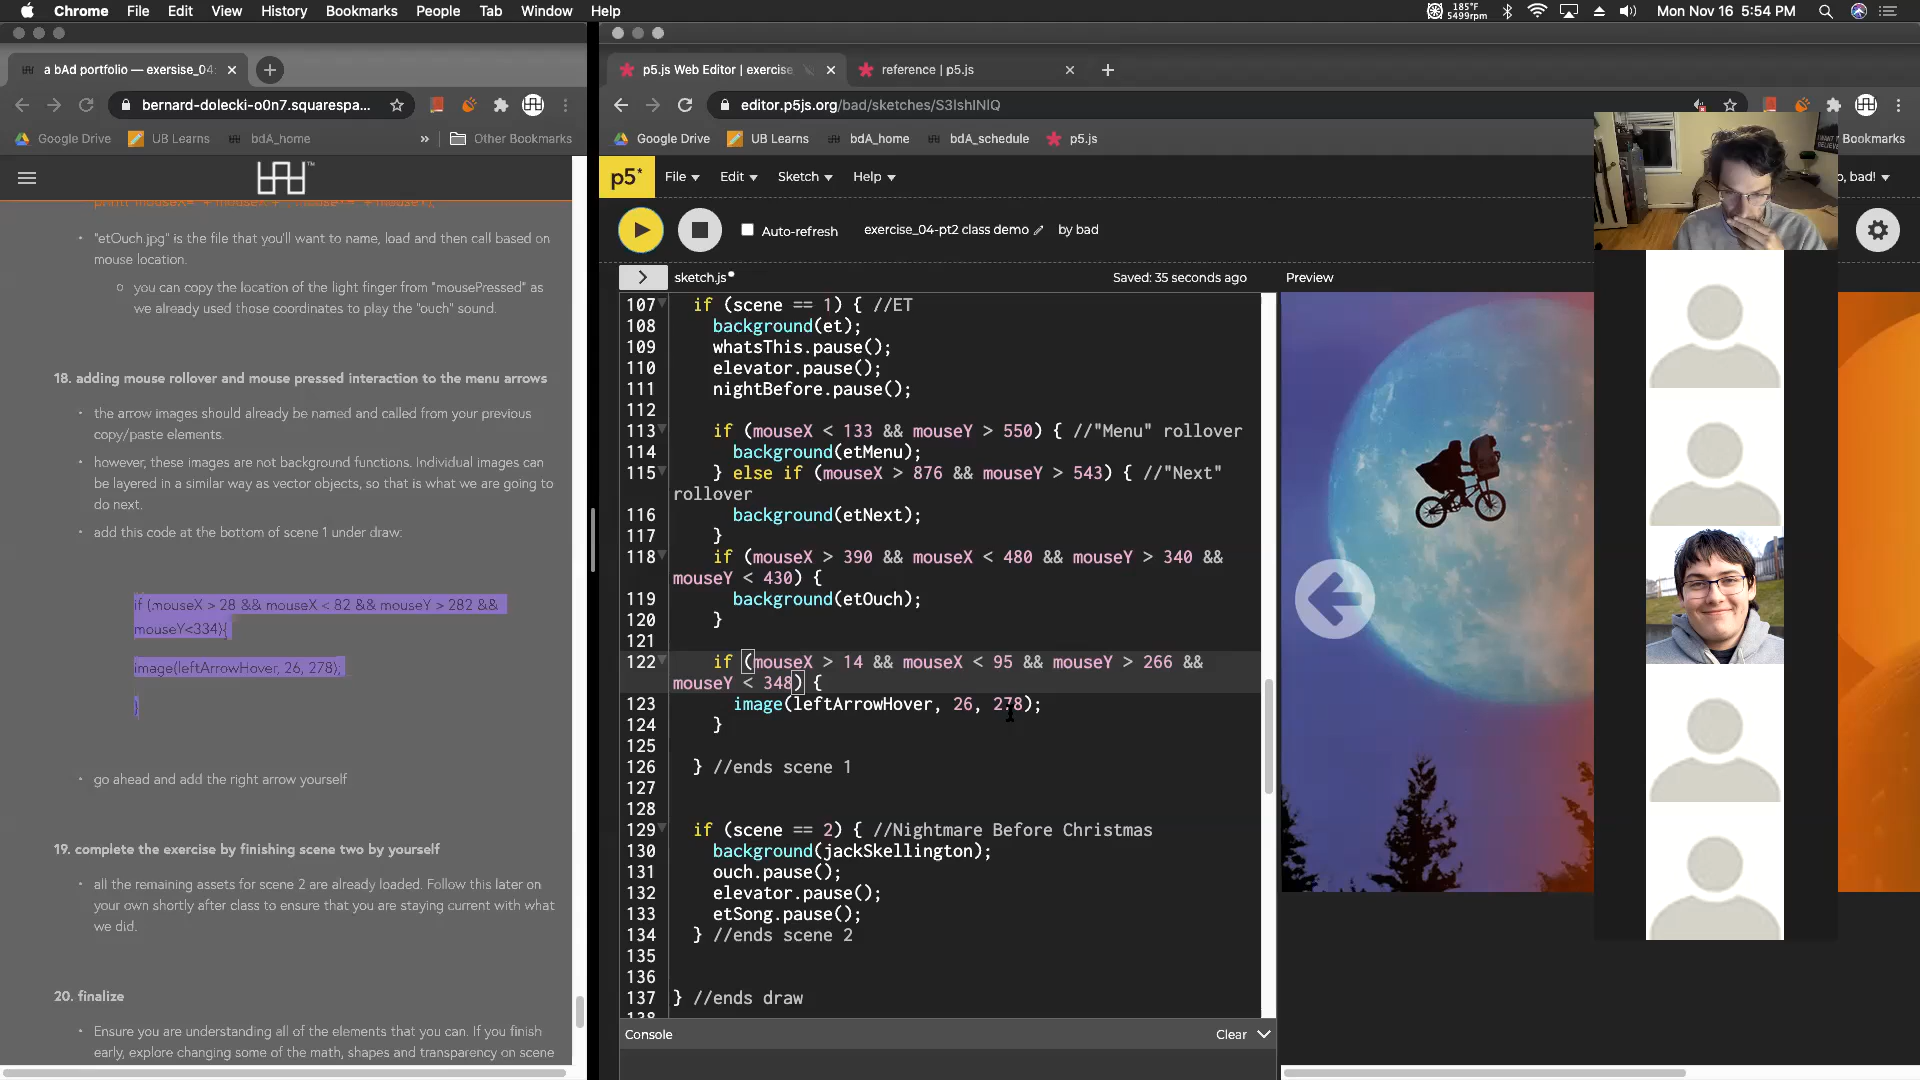 Chrome File Edit View History Bookmarks People Tab Window Help
185°F
5499rpm
Mon Nov 16 5:54 PM
a bAd portfolio — exersise_04:
bernard-dolecki-o0n7.squarespa...
Google Drive UB Learns bdA_home » Other Bookmarks
"etOuch.jpg" is the file that you'll want to name, load and then call based on
mouse location.
you can copy the location of the light finger from "mousePressed" as
we already used those coordinates to play the "ouch" sound.
18. adding mouse rollover and mouse pressed interaction to the menu arrows
the arrow images should already be named and called from your previous
copy/paste elements.
however, these images are not background functions. Individual images can
be layered in a similar way as vector objects, so that is what we are going to
do next.
add this code at the bottom of scene 1 under draw:
if (mouseX > 28 && mouseX < 82 && mouseY > 282 &&
mouseY<334){
image(leftArrowHover, 26, 278);
}
go ahead and add the right arrow yourself
19. complete the exercise by finishing scene two by yourself
all the remaining assets for scene 2 are already loaded. Follow this later on
your own shortly after class to ensure that you are staying current with what
we did.
20. finalize
Ensure you are understanding all of the elements that you can. If you finish
early, explore changing some of the math, shapes and transparency on scene
p5.js Web Editor | exercise
reference | p5.js
editor.p5js.org/bad/sketches/S3IshINIQ
Google Drive UB Learns bdA_home bdA_schedule p5.js Bookmarks
p5* File Edit Sketch Help o, bad!
Auto-refresh exercise_04-pt2 class demo by bad
sketch.js Saved: 35 seconds ago Preview
107 if (scene == 1) { //ET
108 background(et);
109 whatsThis.pause();
110 elevator.pause();
111 nightBefore.pause();
112
113 if (mouseX < 133 && mouseY > 550) { //"Menu" rollover
114 background(etMenu);
115 } else if (mouseX > 876 && mouseY > 543) { //"Next"
rollover
116 background(etNext);
117 }
118 if (mouseX > 390 && mouseX < 480 && mouseY > 340 &&
mouseY < 430) {
119 background(etOuch);
120 }
121
122 if (mouseX > 14 && mouseX < 95 && mouseY > 266 &&
mouseY < 348) {
123 image(leftArrowHover, 26, 278);
124 }
125
126 } //ends scene 1
127
128
129 if (scene == 2) { //Nightmare Before Christmas
130 background(jackSkellington);
131 ouch.pause();
132 elevator.pause();
133 etSong.pause();
134 } //ends scene 2
135
136
137 } //ends draw
Console Clear